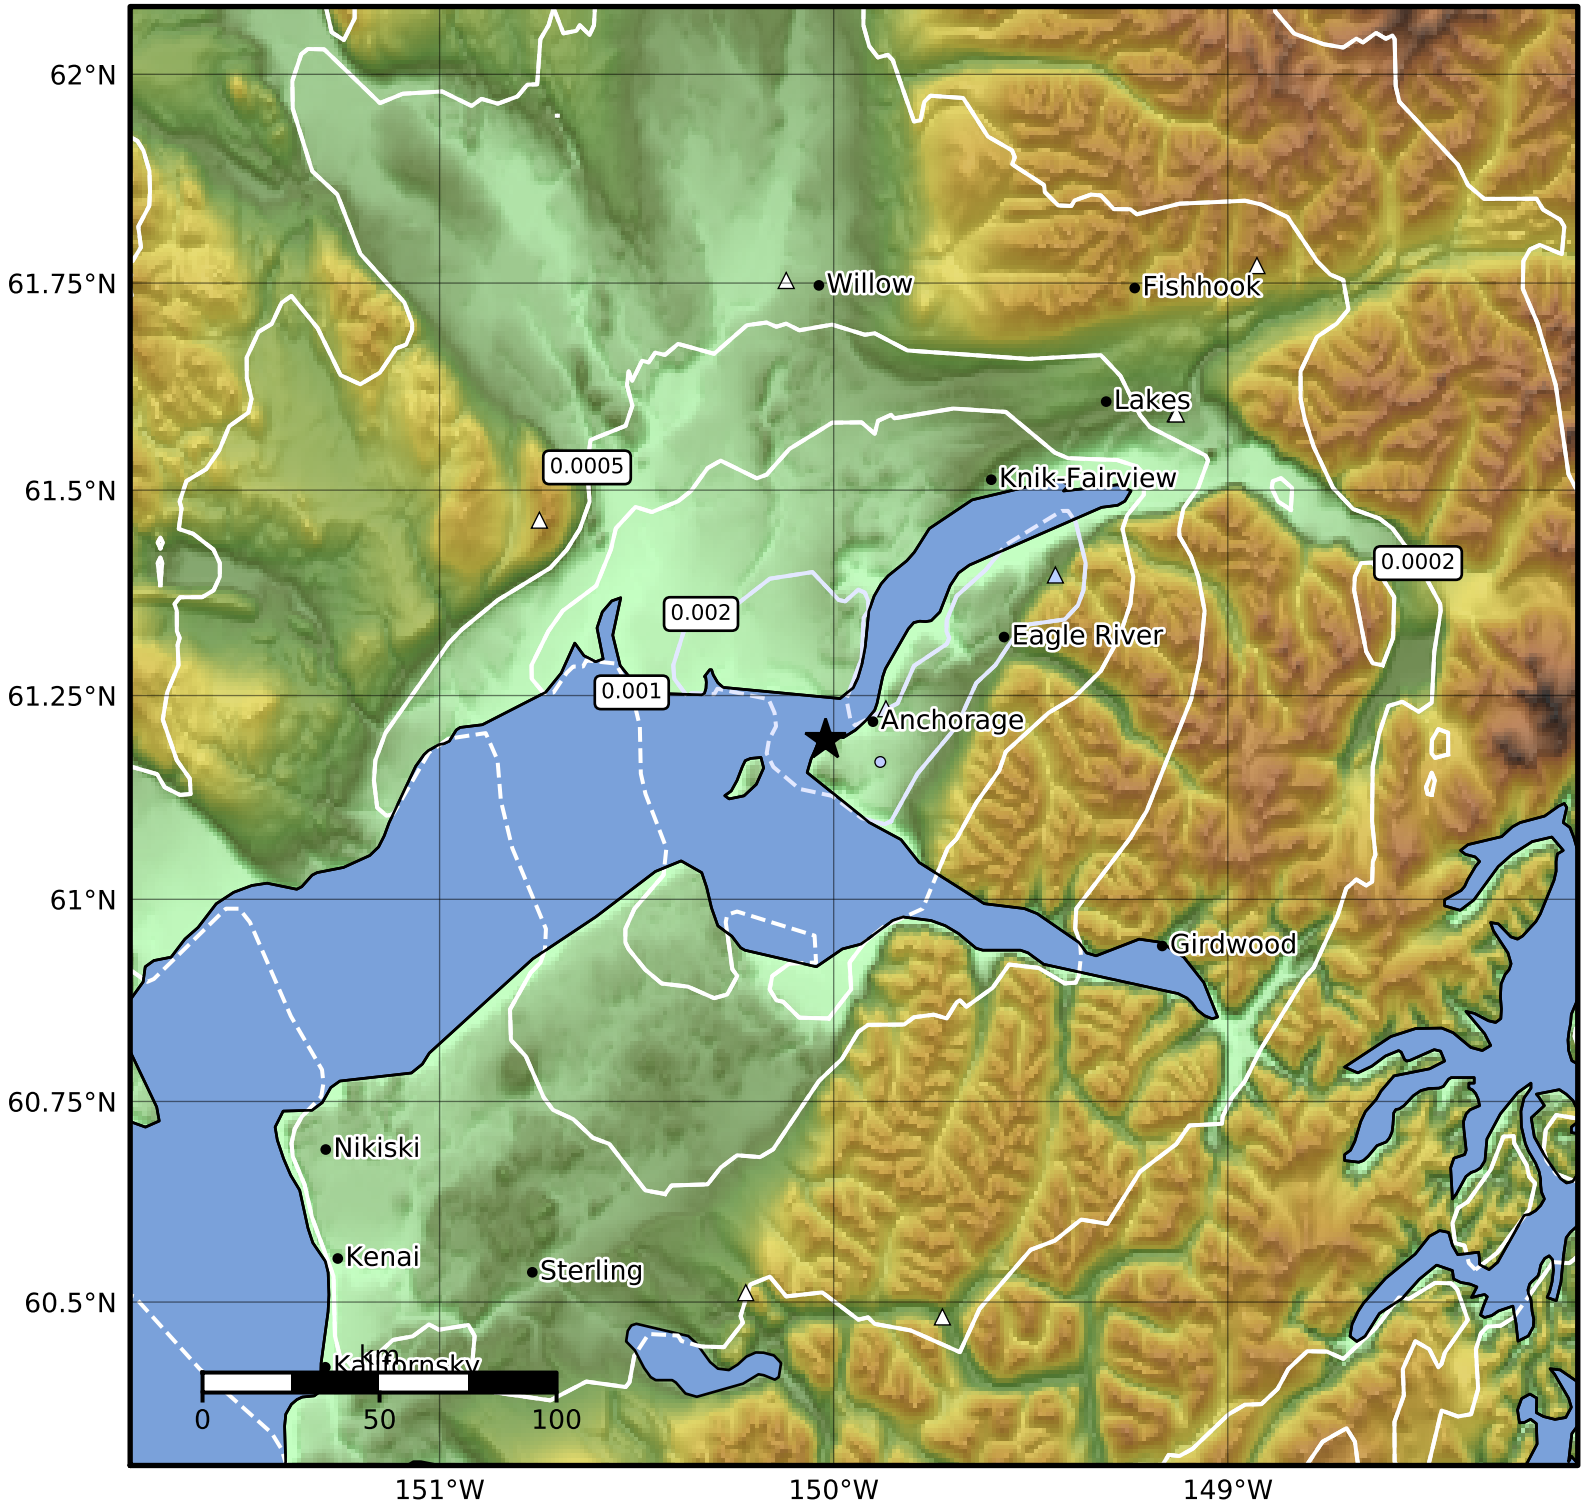 62°N
61.75°N
61.5°N
61.25°N
61°N
60.75°N
60.5°N
Willow
Fishhook
Lakes
0.0005
Knik-Fairview
0.0002
0.002
Eagle River
0.001
Anchorage
Girdwood
Nikiski
Kenai
Sterling
km
Kalifornsky
0 50 100
151°W 150°W 149°W